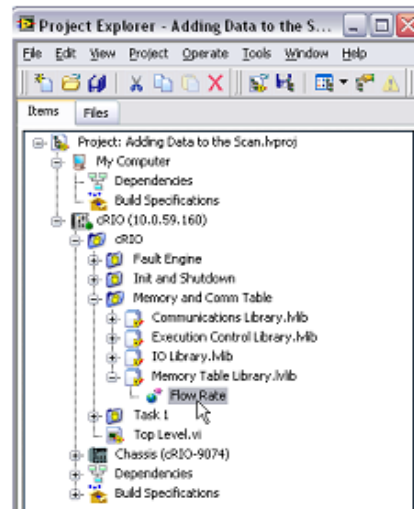 Project Explorer - Adding Data to the S...
File Edit View Project Operate Tools Window Help
Items Files
Project: Adding Data to the Scan.lvproj
My Computer
Dependencies
Build Specifications
cRIO (10.0.59.160)
cRIO
Fault Engine
Init and Shutdown
Memory and Comm Table
Communications Library.lvlib
Execution Control Library.lvlib
IO Library.lvlib
Memory Table Library.lvlib
Flow Rate
Task 1
Top Level.vi
Chassis (cRIO-9074)
Dependencies
Build Specifications